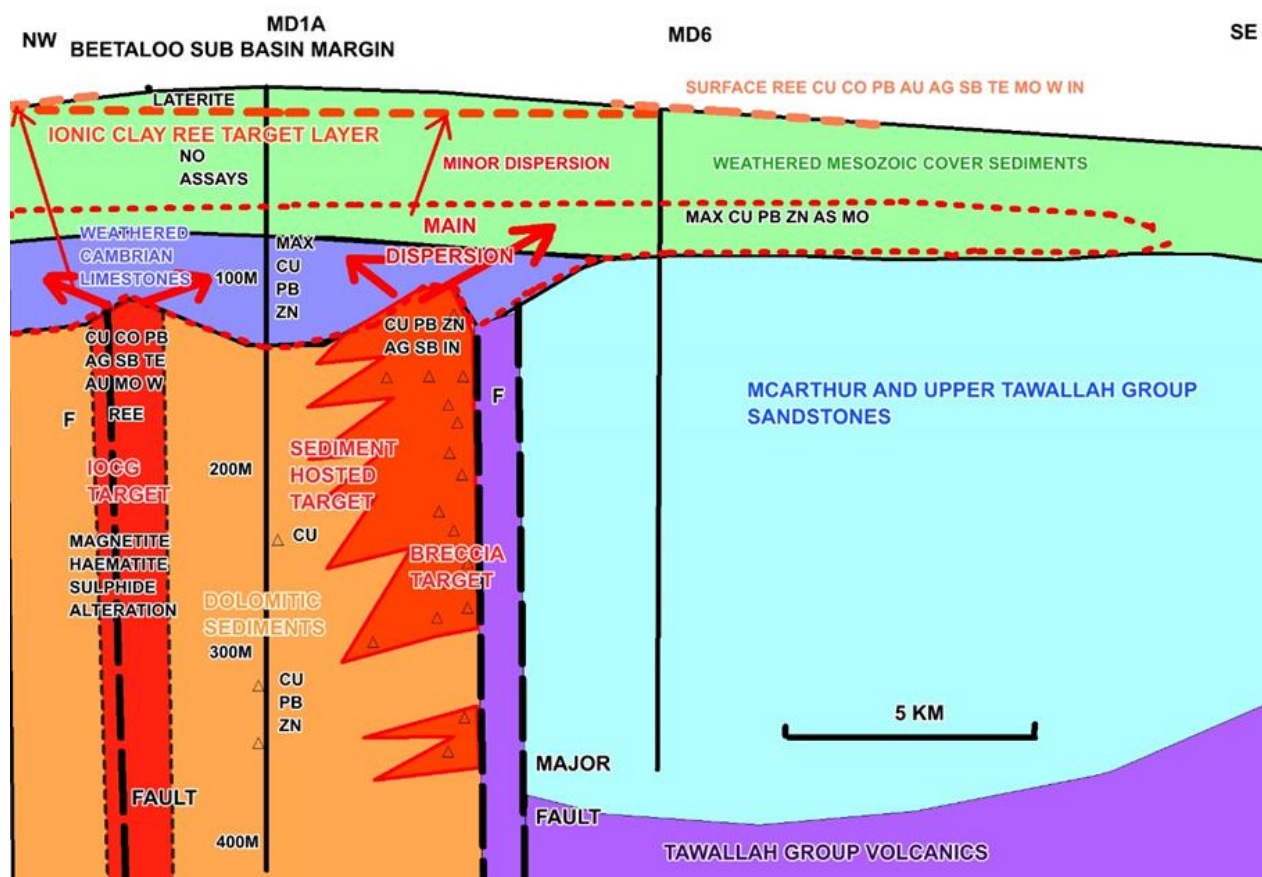 NW
MD1A
BEETALOO SUB BASIN MARGIN
MD6
SE
LATERITE
SURFACE REE CU CO PB AU AG SB TE MO W IN
IONIC CLAY REE TARGET LAYER
NO
ASSAYS
MINOR DISPERSION
WEATHERED MESOZOIC COVER SEDIMENTS
MAX CU PB ZN AS MO
WEATHERED
CAMBRIAN
LIMESTONES
100M
MAX
CU
PB
ZN
MAIN
DISPERSION
CU CO PB
AG SB TE
AU MO W
REE
F
CU PB ZN
AG SB IN
F
MCARTHUR AND UPPER TAWALLAH GROUP
SANDSTONES
IOCG
TARGET
200M
SEDIMENT
HOSTED
TARGET
MAGNETITE
HAEMATITE
SULPHIDE
ALTERATION
CU
BRECCIA
TARGET
DOLOMITIC
SEDIMENTS
300M
CU
PB
ZN
5 KM
FAULT
MAJOR
FAULT
400M
TAWALLAH GROUP VOLCANICS